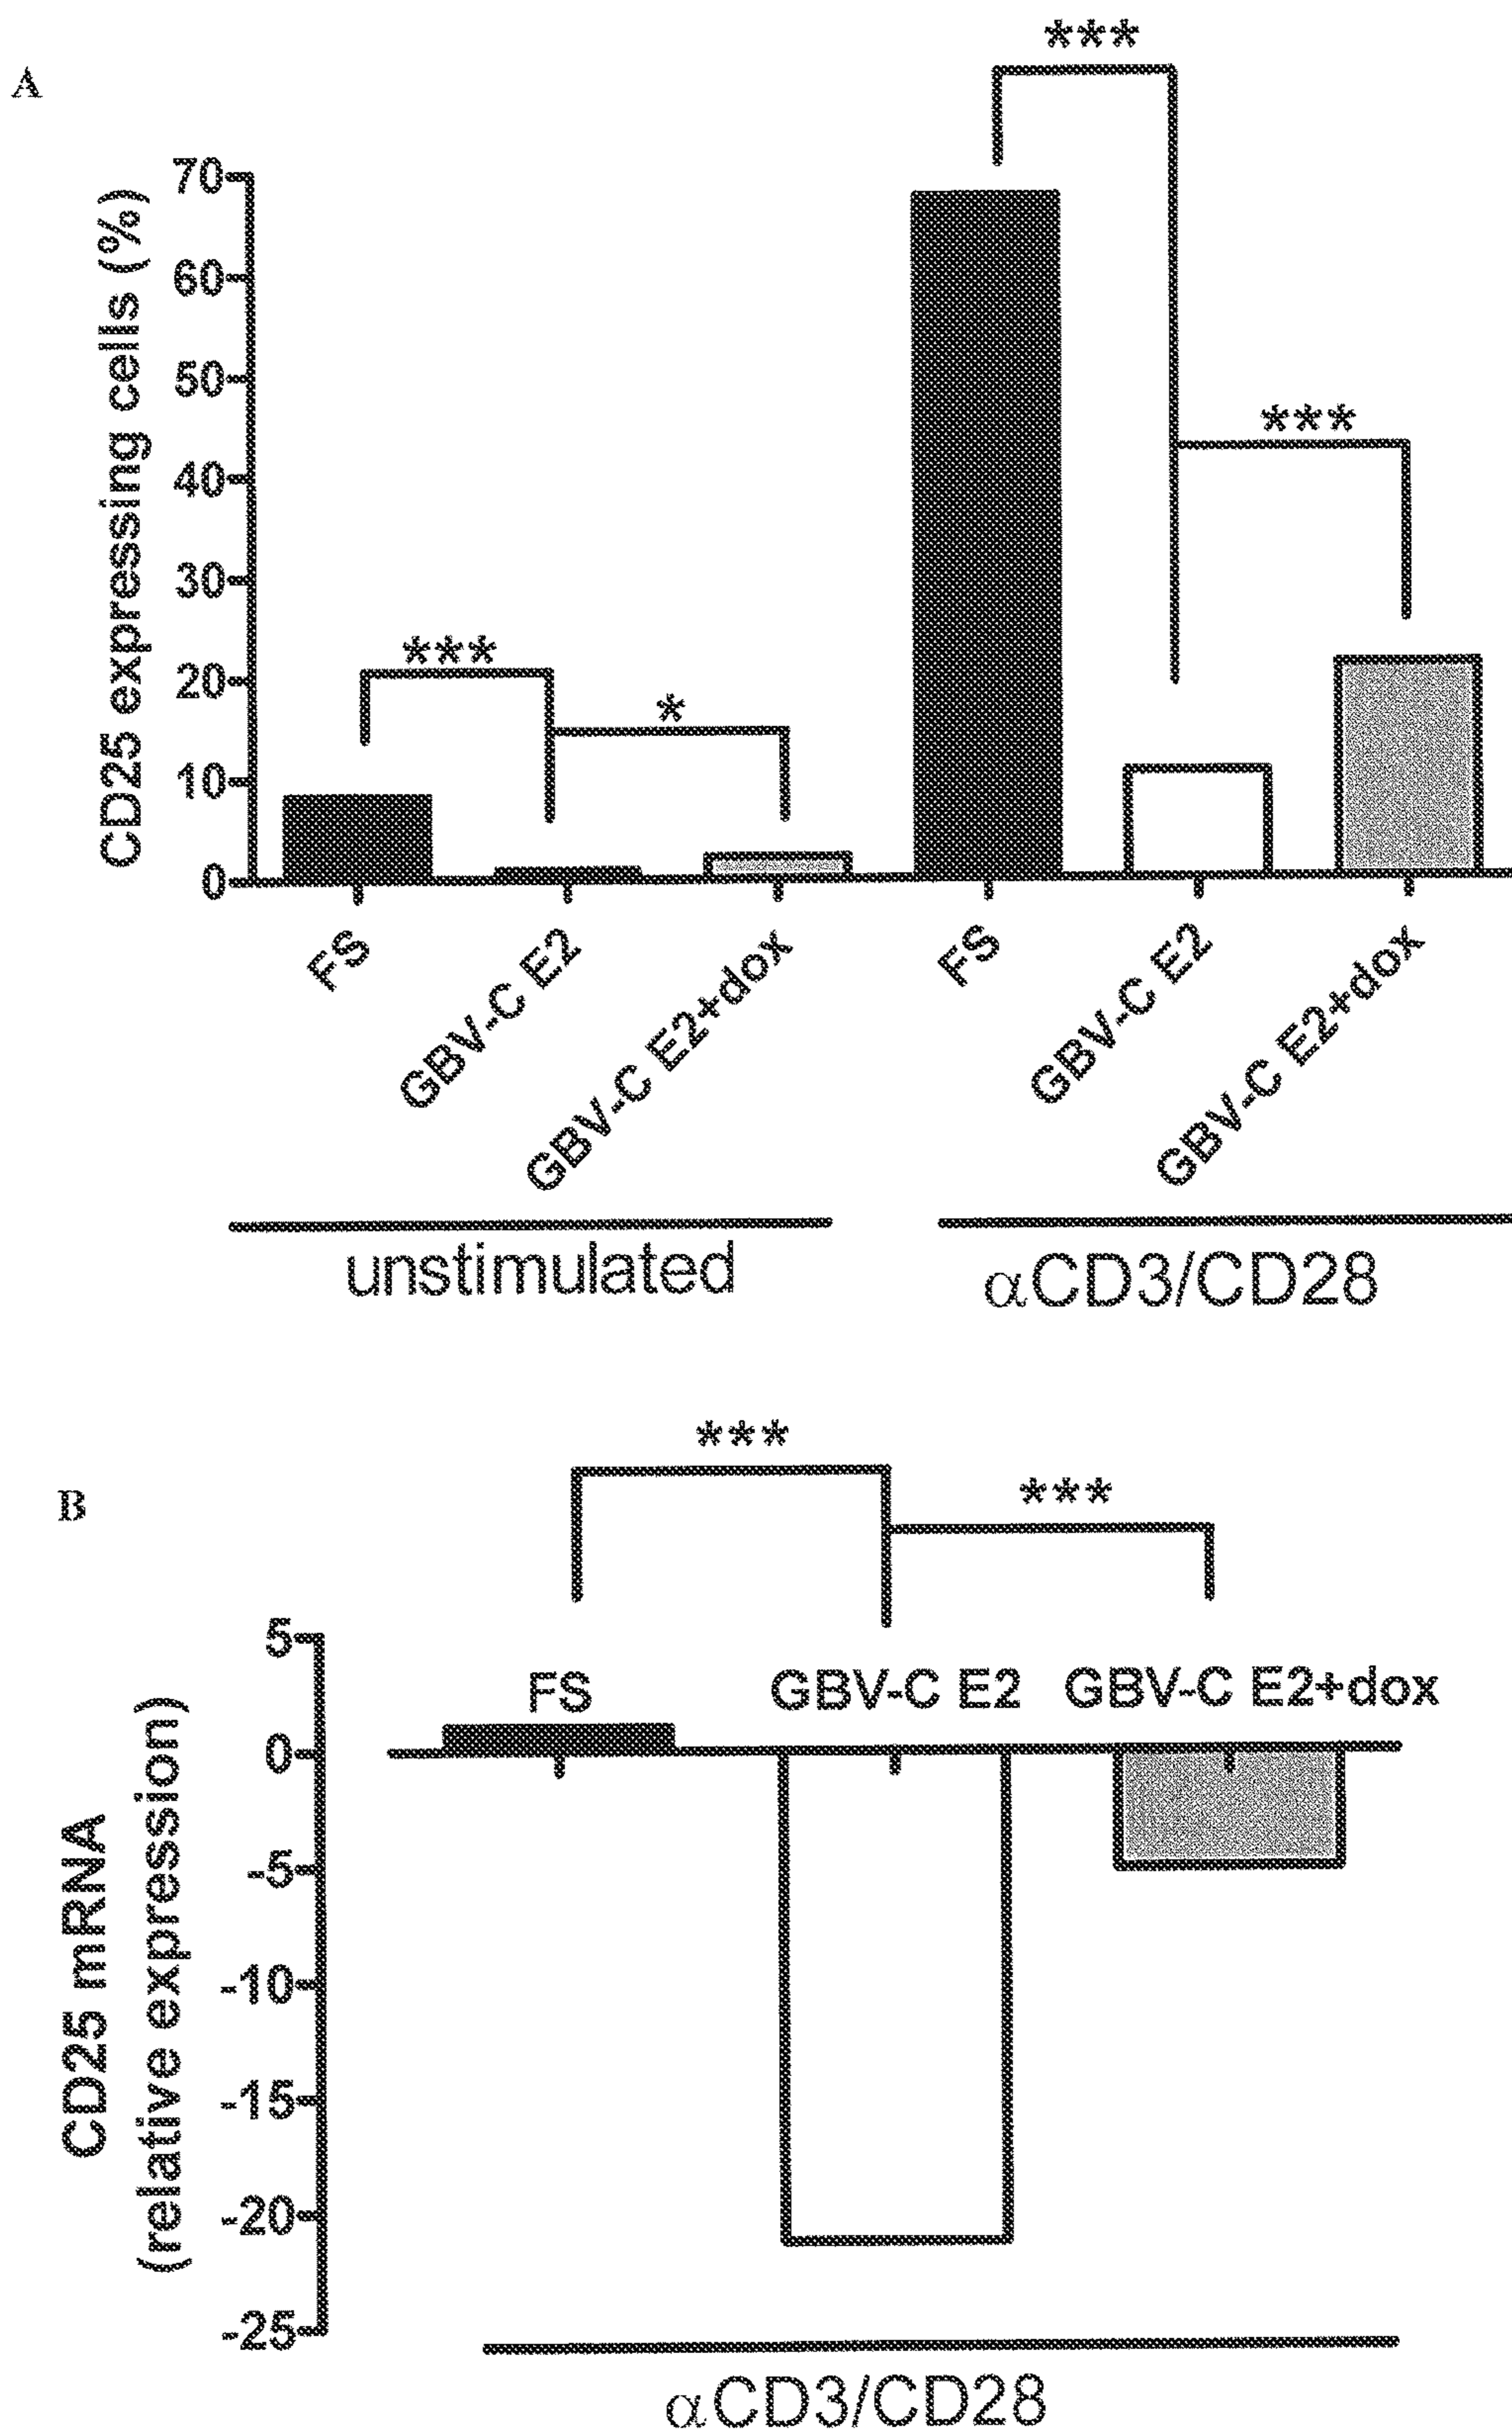 A
***
70
60
50
40
30
20
10
0
CD25 expressing cells (%)
***
*
***
FS
GBV-C E2
GBV-C E2+dox
FS
GBV-C E2
GBV-C E2+dox
unstimulated
αCD3/CD28
B
***
***
5
0
-5
-10
-15
-20
-25
CD25 mRNA
(relative expression)
FS
GBV-C E2
GBV-C E2+dox
αCD3/CD28